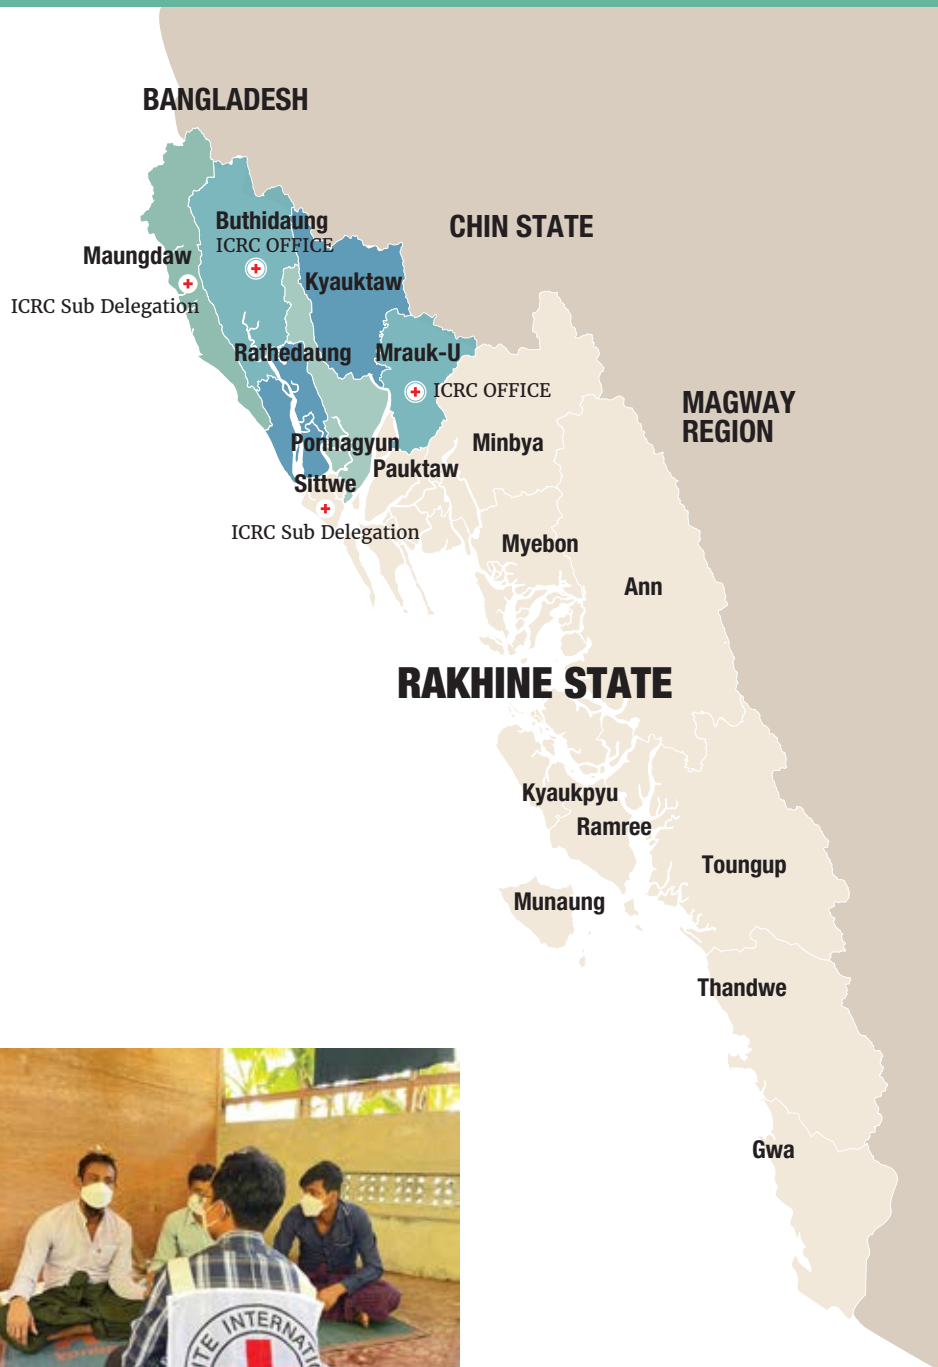 BANGLADESH
Buthidaung
ICRC OFFICE
CHIN STATE
Maungdaw
ICRC Sub Delegation
Kyauktaw
Rathedaung
Mrauk-U
ICRC OFFICE
MAGWAY
REGION
Ponnagyun
Minbya
Pauktaw
Sittwe
ICRC Sub Delegation
Myebon
Ann
RAKHINE STATE
Kyaukpyu
Ramree
Toungup
Munaung
Thandwe
Gwa
INTERNAT